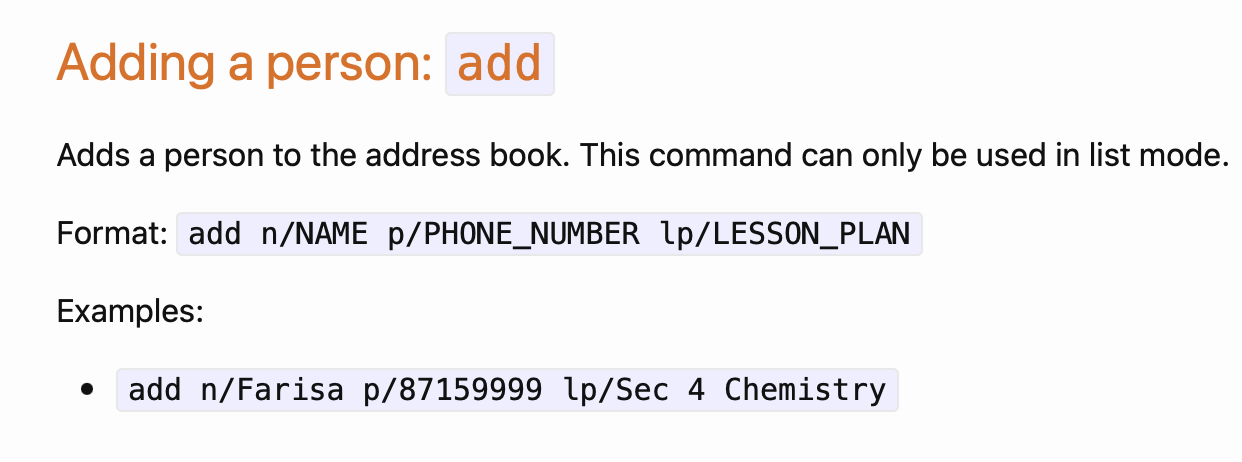 Adding a person: add
Adds a person to the address book. This command can only be used in list mode.
Format: add n/NAME p/PHONE_NUMBER lp/LESSON_PLAN
Examples:
• add n/Farisa p/87159999 lp/Sec 4 Chemistry